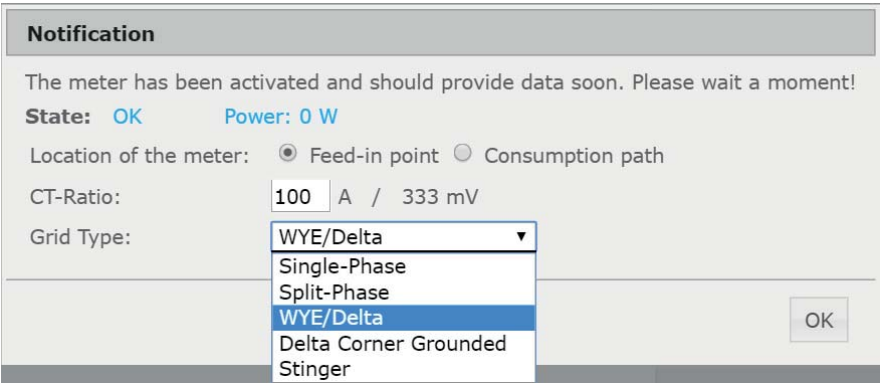 Notification
The meter has been activated and should provide data soon. Please wait a moment!
State: OK Power: 0 W
Location of the meter: Feed-in point Consumption path
CT-Ratio: 100 A / 333 mV
Grid Type: WYE/Delta
Single-Phase
Split-Phase
WYE/Delta
Delta Corner Grounded
Stinger
OK